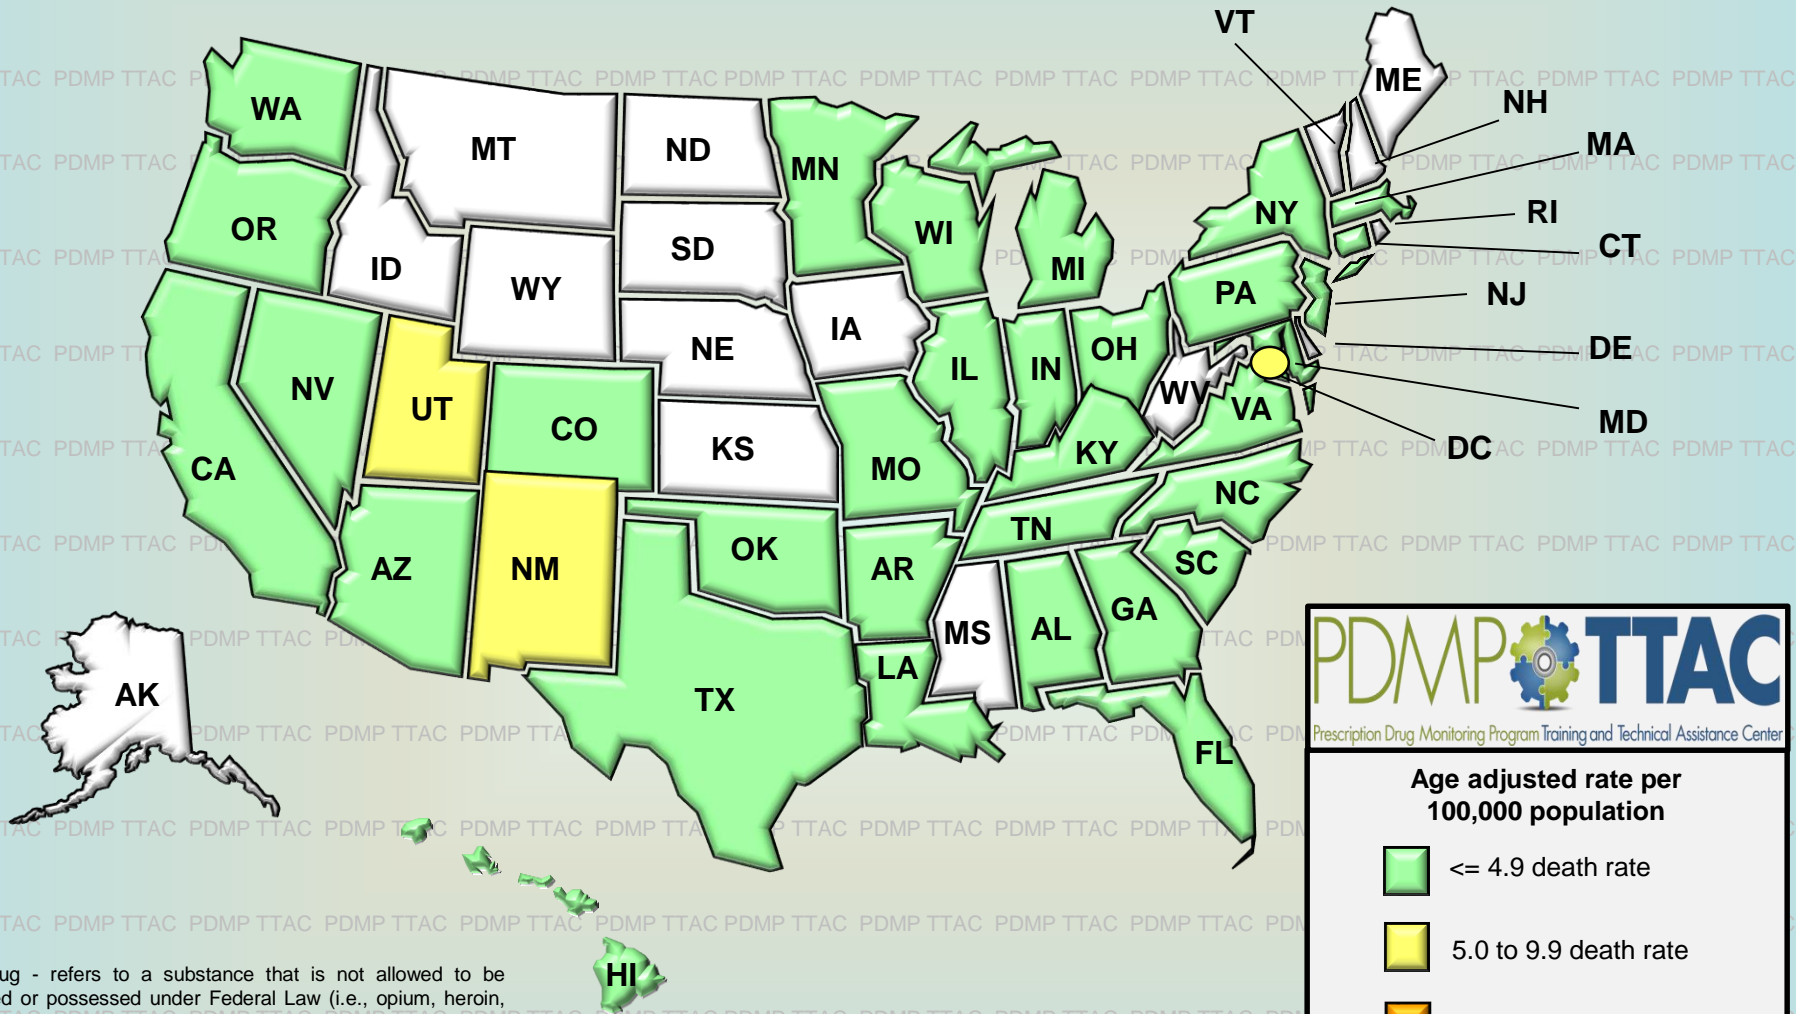 VT
ME
NH
WA
MT
ND
MN
MA
OR
ID
SD
WI
MI
NY
RI
CT
WY
PA
NJ
IA
NE
OH
DE
NV
UT
CO
IL
IN
WV
VA
MD
KS
KY
DC
CA
MO
NC
AZ
NM
OK
AR
TN
SC
MS
AL
GA
LA
AK
TX
FL
HI
PDMP TTAC
Prescription Drug Monitoring Program Training and Technical Assistance Center
Age adjusted rate per
100,000 population
<= 4.9 death rate
5.0 to 9.9 death rate
- refers to a substance that is not allowed to be
or possessed under Federal Law (i.e., opium, heroin,